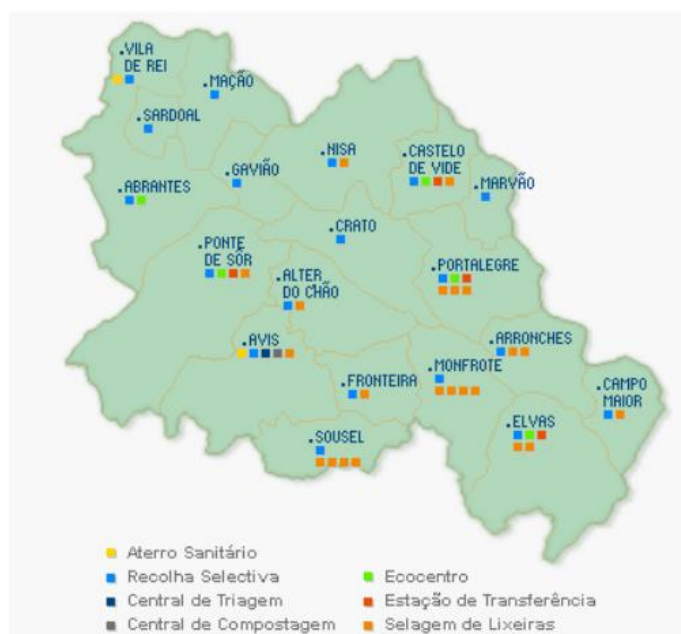 .VILA
DE REI
.MAÇÃO
.SARDOAL
.NISA
.CASTELO
DE VIDE
.GAVIÃO
.MARVÃO
.ABRANTES
.CRATO
.PONTE
DE SÔR
.PORTALEGRE
.ALTER
DO CHÃO
.AVIS
.ARRONCHES
.MONFROTE
.FRONTEIRA
.CAMPO
MAIOR
.ELVAS
.SOUSEL
Aterro Sanitário
Recolha Selectiva
Ecocentro
Central de Triagem
Estação de Transferência
Central de Compostagem
Selagem de Lixeiras